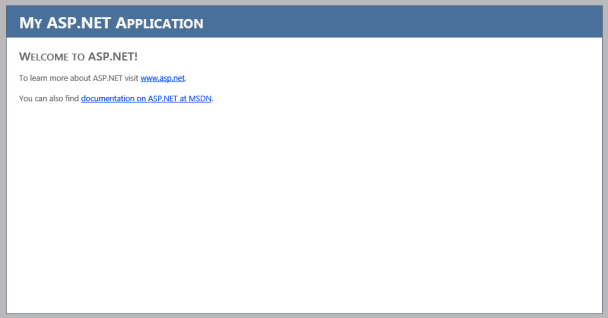 My ASP.NET Application
Welcome to ASP.NET!
To learn more about ASP.NET visit www.asp.net.
You can also find documentation on ASP.NET at MSDN.